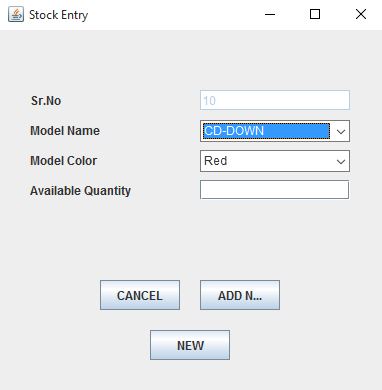 Stock Entry
Sr.No 10
Model Name CD-DOWN
Model Color Red
Available Quantity
CANCEL ADD N...
NEW